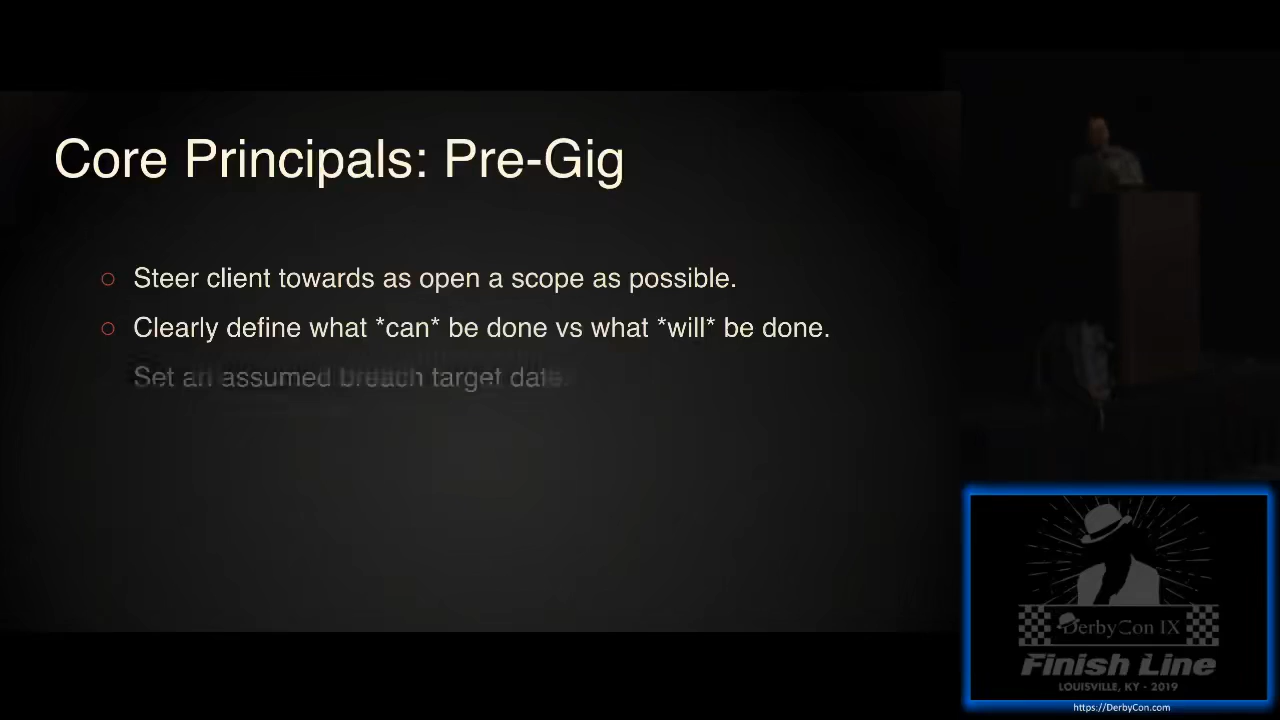 Core Principals: Pre-Gig
Steer client towards as open a scope as possible.
Clearly define what *can* be done vs what *will* be done.
Set an assumed breach target date.
DerbyCon IX
Finish Line
LOUISVILLE, KY - 2019
https://DerbyCon.com